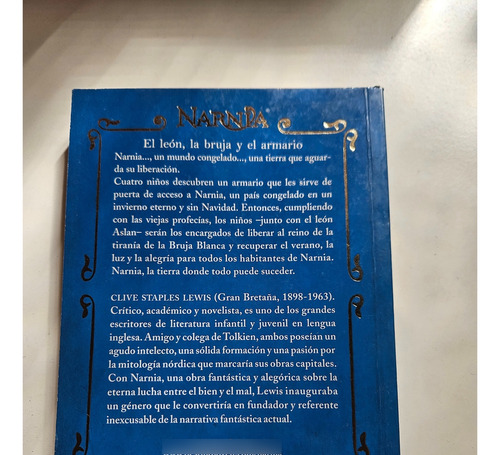 NARNIA
El león, la bruja y el armario
Narnia..., un mundo congelado..., una tierra que aguar-
da su liberación.
Cuatro niños descubren un armario que les sirve de
puerta de acceso a Narnia, un país congelado en un
invierno eterno y sin Navidad. Entonces, cumpliendo
con las viejas profecías, los niños –junto con el león
Aslan– serán los encargados de liberar al reino de la
tiranía de la Bruja Blanca y recuperar el verano, la
luz y la alegría para todos los habitantes de Narnia.
Narnia, la tierra donde todo puede suceder.
CLIVE STAPLES LEWIS (Gran Bretaña, 1898-1963).
Crítico, académico y novelista, es uno de los grandes
escritores de literatura infantil y juvenil en lengua
inglesa. Amigo y colega de Tolkien, ambos poseían un
agudo intelecto, una sólida formación y una pasión por
la mitología nórdica que marcaría sus obras capitales.
Con Narnia, una obra fantástica y alegórica sobre la
eterna lucha entre el bien y el mal, Lewis inauguraba
un género que le convertiría en fundador y referente
inexcusable de la narrativa fantástica actual.